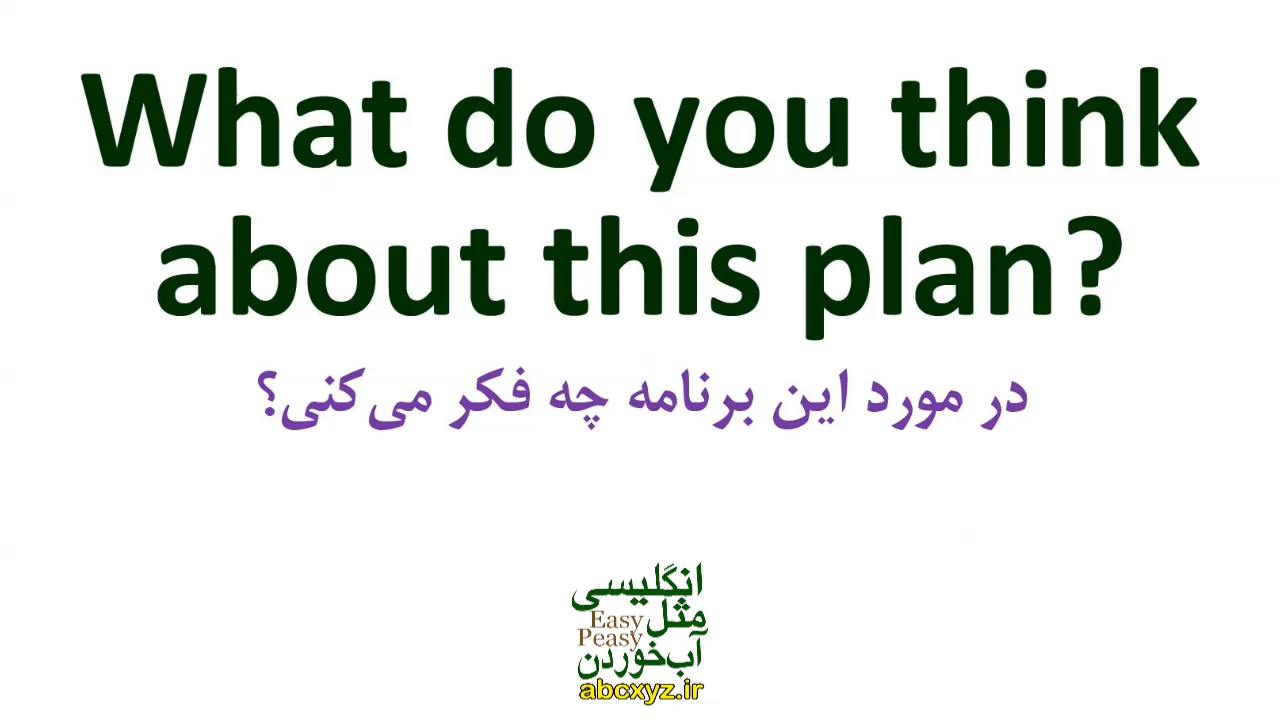 What do you think
about this plan?
در مورد این برنامه چه فکر می‌کنی؟
انگلیسی
مثل
Easy
Peasy
آب‌خوردن
abcxyz.ir